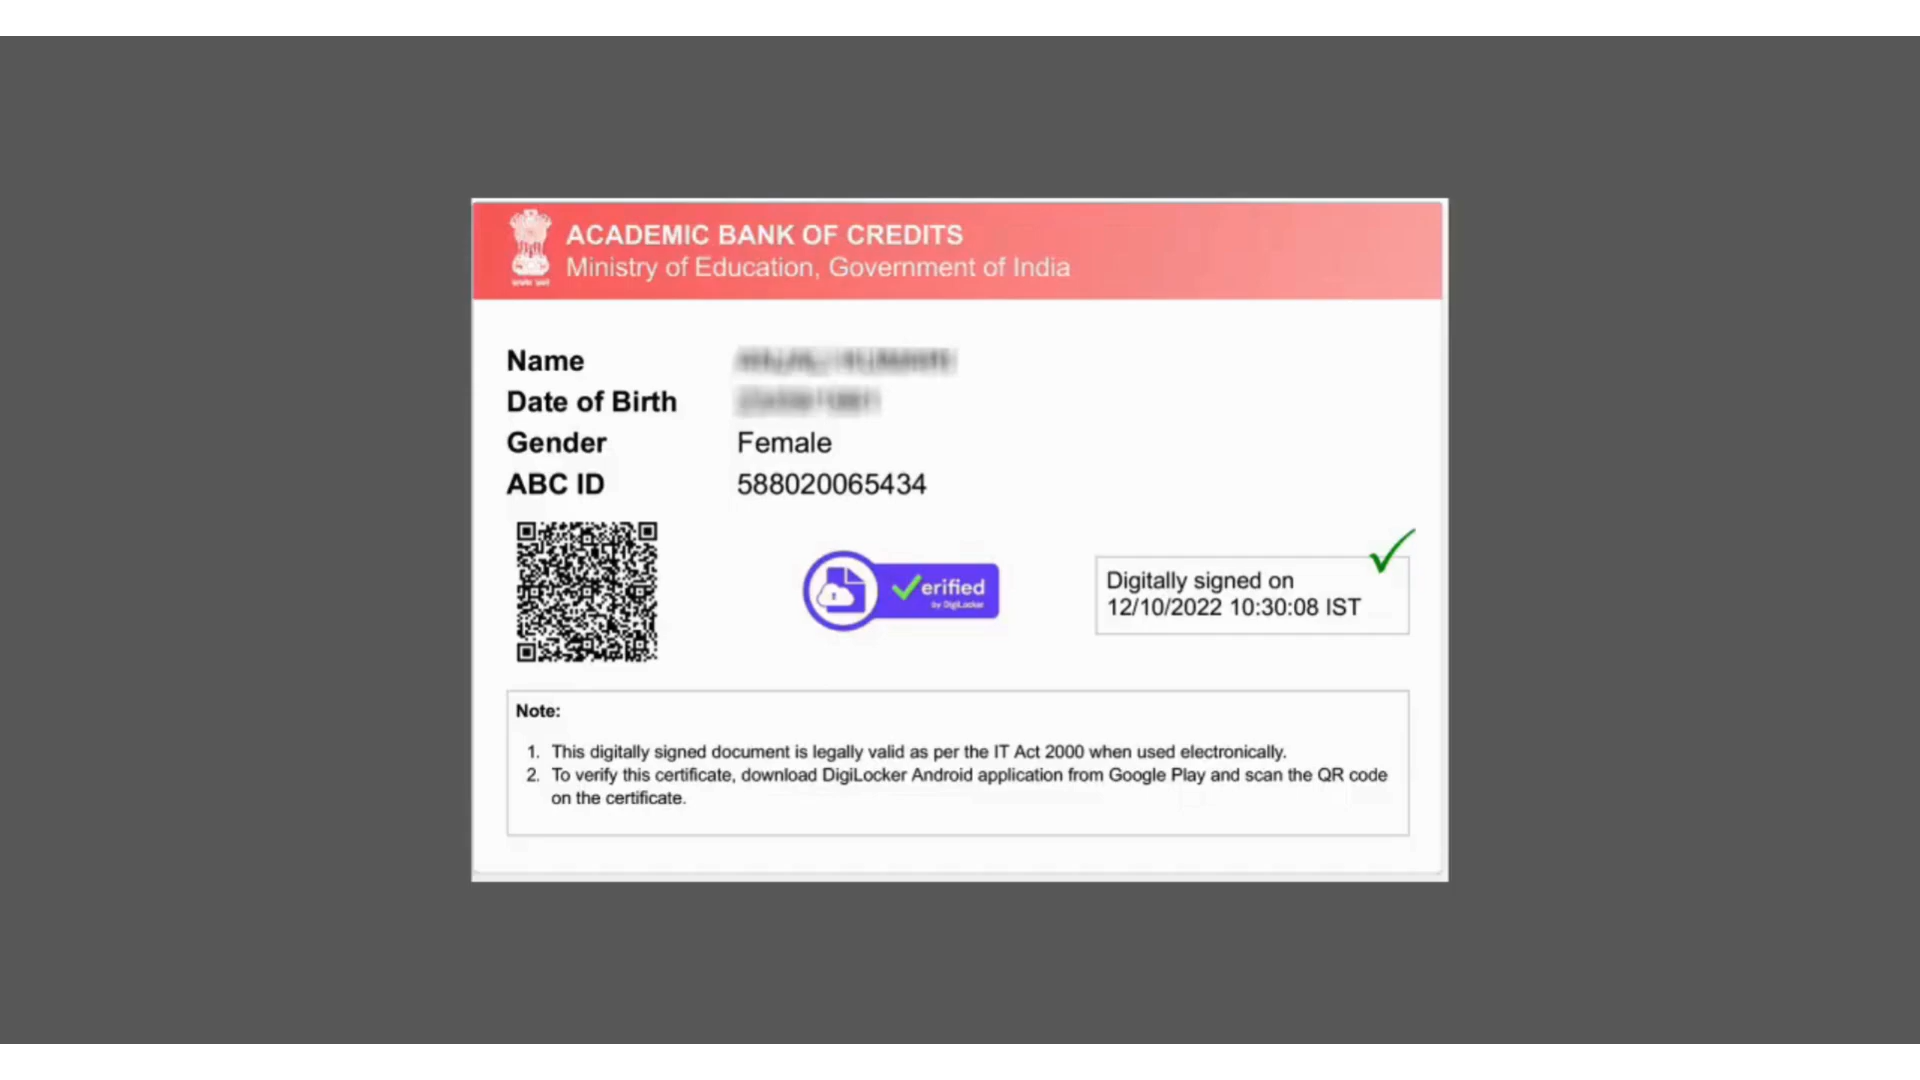 ACADEMIC BANK OF CREDITS
Ministry of Education, Government of India
Name
Date of Birth
Gender Female
ABC ID 588020065434
erified
by DigiLocker
Digitally signed on
12/10/2022 10:30:08 IST
Note:
1. This digitally signed document is legally valid as per the IT Act 2000 when used electronically.
2. To verify this certificate, download DigiLocker Android application from Google Play and scan the QR code
on the certificate.